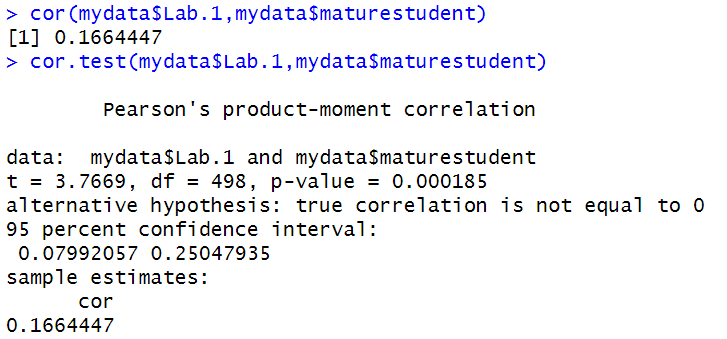 > cor(mydata$Lab.1,mydata$maturestudent)
[1] 0.1664447
> cor.test(mydata$Lab.1,mydata$maturestudent)
Pearson's product-moment correlation
data:  mydata$Lab.1 and mydata$maturestudent
t = 3.7669, df = 498, p-value = 0.000185
alternative hypothesis: true correlation is not equal to 0
95 percent confidence interval:
0.07992057 0.25047935
sample estimates:
cor
0.1664447